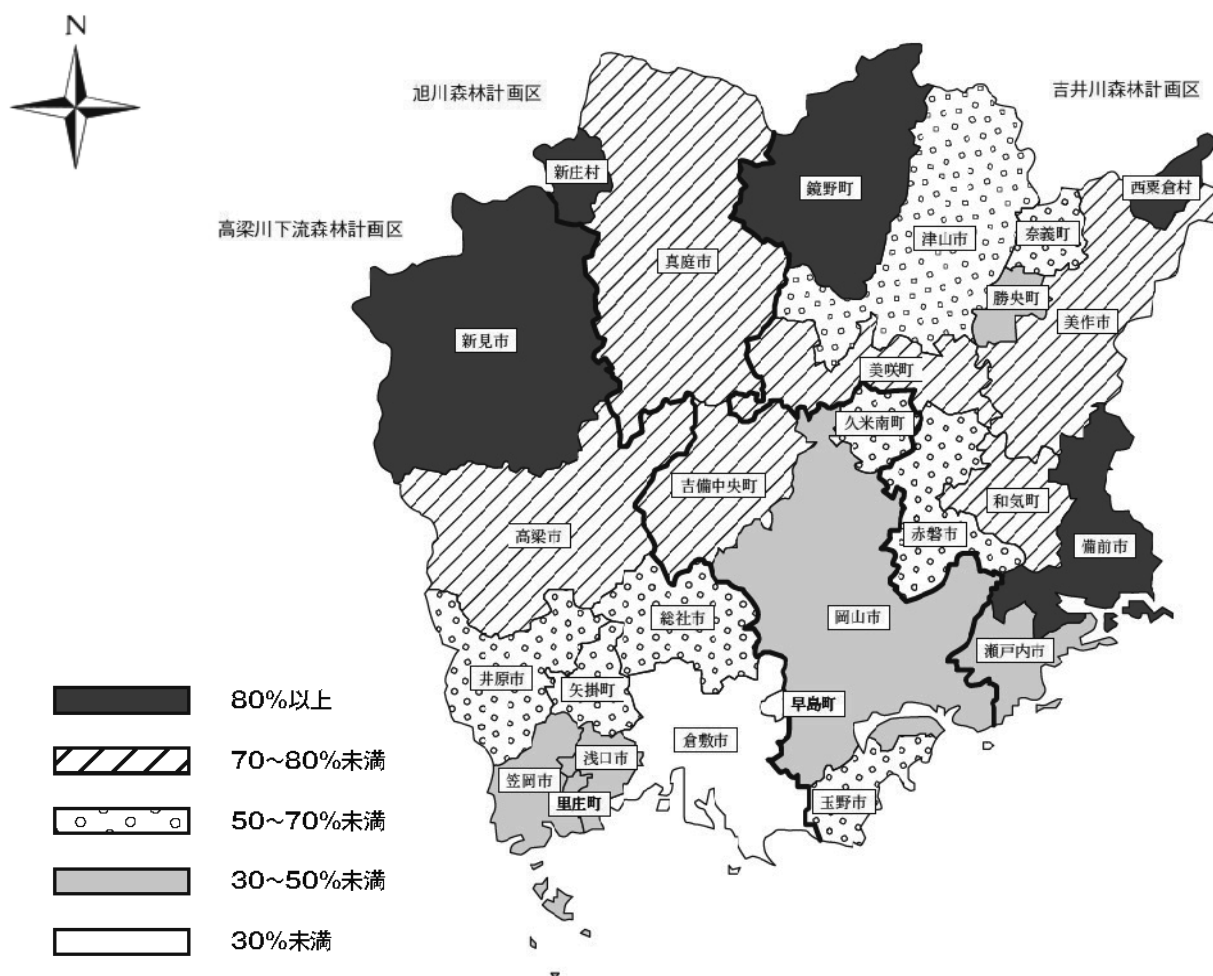 N
旭川森林計画区
吉井川森林計画区
高梁川下流森林計画区
新庄村
鏡野町
西粟倉村
津山市
奈義町
真庭市
勝央町
美作市
新見市
美咲町
久米南町
吉備中央町
和気町
高梁市
赤磐市
備前市
総社市
岡山市
瀬戸内市
井原市
矢掛町
早島町
倉敷市
浅口市
笠岡市
里庄町
玉野市
80%以上
70~80%未満
50~70%未満
30~50%未満
30%未満